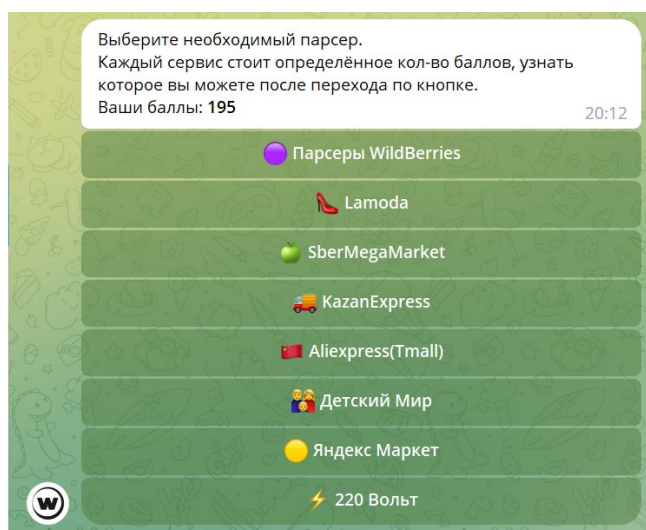 Выберите необходимый парсер.
Каждый сервис стоит определённое кол-во баллов, узнать
которое вы можете после перехода по кнопке.
Ваши баллы: 195
20:12
🟣 Парсеры WildBerries
👠 Lamoda
🍏 SberMegaMarket
🚚 KazanExpress
🇨🇳 Aliexpress(Tmall)
👨‍👩‍👦 Детский Мир
🟡 Яндекс Маркет
⚡ 220 Вольт
W